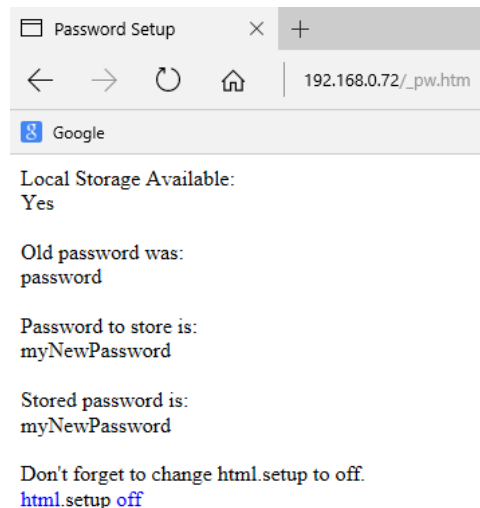 Password Setup
192.168.0.72/_pw.htm
8 Google
Local Storage Available:
Yes
Old password was:
password
Password to store is:
myNewPassword
Stored password is:
myNewPassword
Don't forget to change html.setup to off.
html.setup off